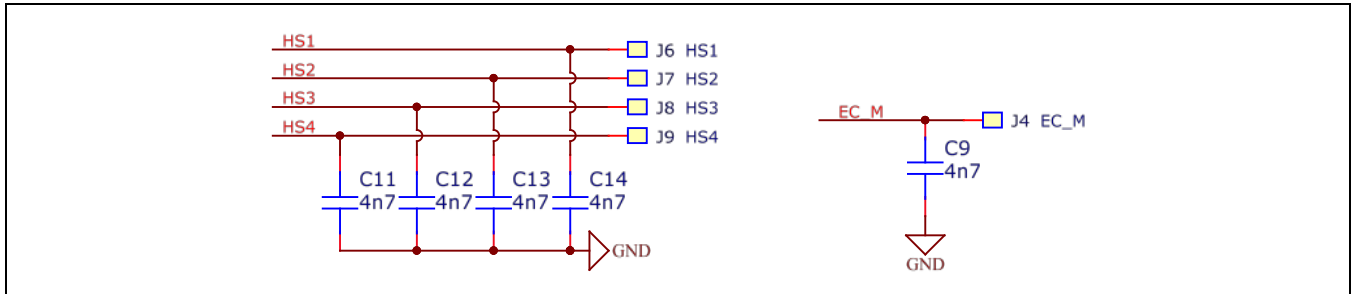 HS1
J6 HS1
HS2
J7 HS2
HS3
J8 HS3
HS4
J9 HS4
C11
4n7
C12
4n7
C13
4n7
C14
4n7
GND
EC_M
J4 EC_M
C9
4n7
GND